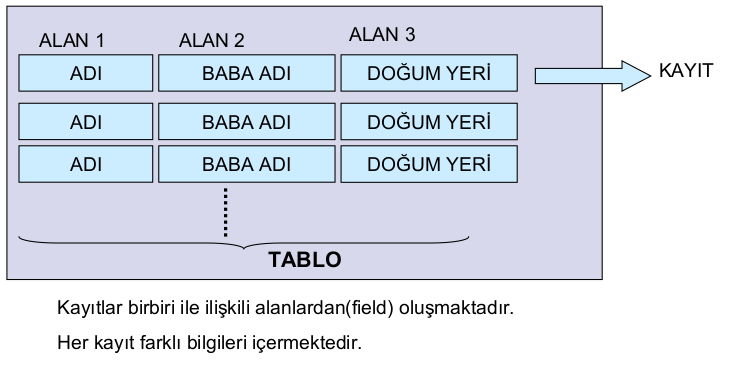 ALAN 1 ALAN 2 ALAN 3
ADI BABA ADI DOĞUM YERİ KAYIT
ADI BABA ADI DOĞUM YERİ
ADI BABA ADI DOĞUM YERİ
TABLO
Kayıtlar birbiri ile ilişkili alanlardan(field) oluşmaktadır.
Her kayıt farklı bilgileri içermektedir.